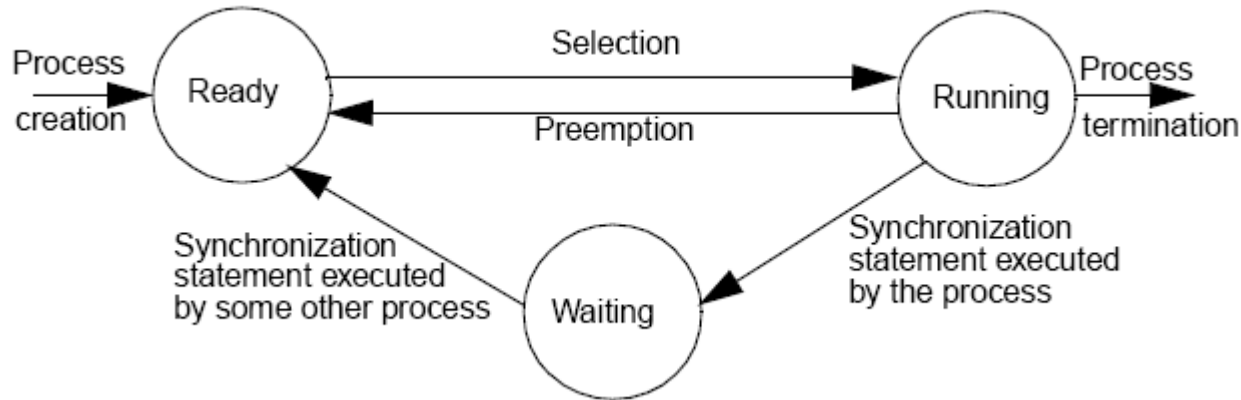 Process
creation
Ready
Selection
Preemption
Running
Process
termination
Synchronization
statement executed
by some other process
Waiting
Synchronization
statement executed
by the process